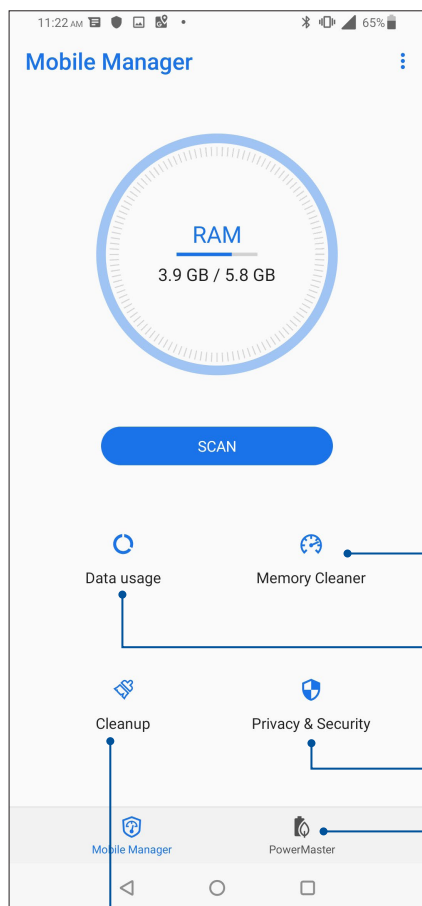 11:22 AM 65%
Mobile Manager
RAM
3.9 GB / 5.8 GB
SCAN
Data usage Memory Cleaner
Cleanup Privacy & Security
Mobile Manager PowerMaster